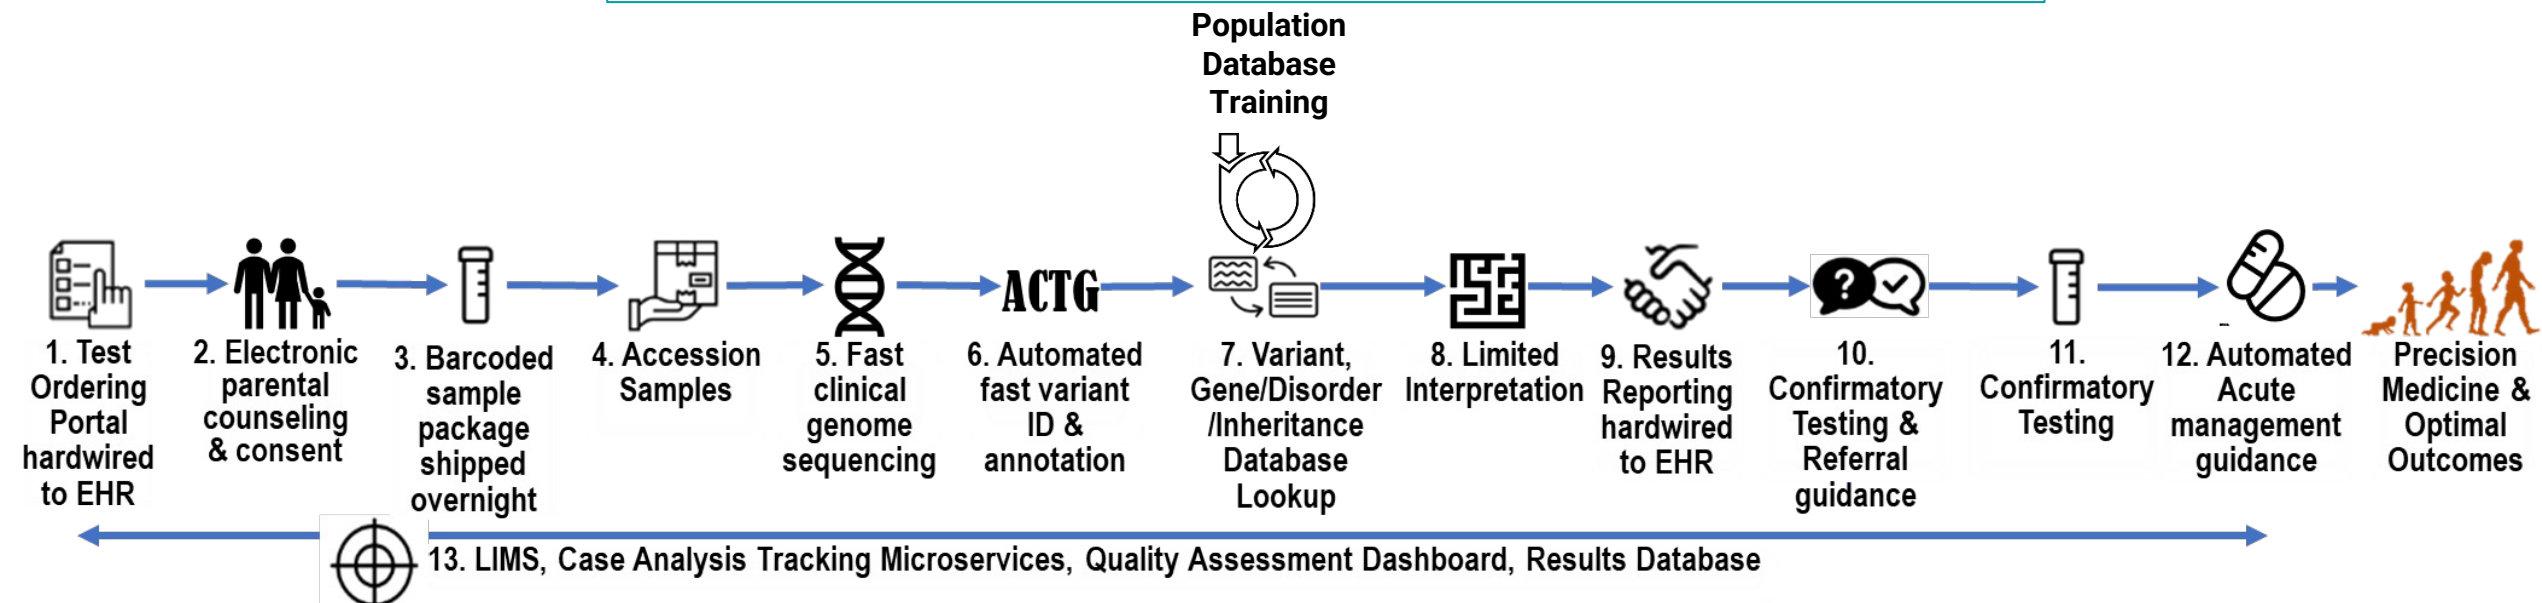 Population
Database
Training
ACTG
?
1. Test
Ordering
Portal
hardwired
to EHR
2. Electronic
parental
counseling
& consent
3. Barcoded
sample
package
shipped
overnight
4. Accession
Samples
5. Fast
clinical
genome
sequencing
6. Automated
fast variant
ID &
annotation
7. Variant,
Gene/Disorder
/Inheritance
Database
Lookup
8. Limited
Interpretation
9. Results
Reporting
hardwired
to EHR
10.
Confirmatory
Testing &
Referral
guidance
11.
Confirmatory
Testing
12. Automated
Acute
management
guidance
Precision
Medicine &
Optimal
Outcomes
13. LIMS, Case Analysis Tracking Microservices, Quality Assessment Dashboard, Results Database